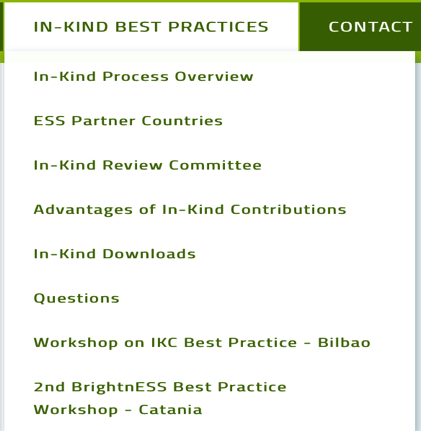 IN-KIND BEST PRACTICES CONTACT
In-Kind Process Overview
ESS Partner Countries
In-Kind Review Committee
Advantages of In-Kind Contributions
In-Kind Downloads
Questions
Workshop on IKC Best Practice - Bilbao
2nd BrightnESS Best Practice
Workshop - Catania